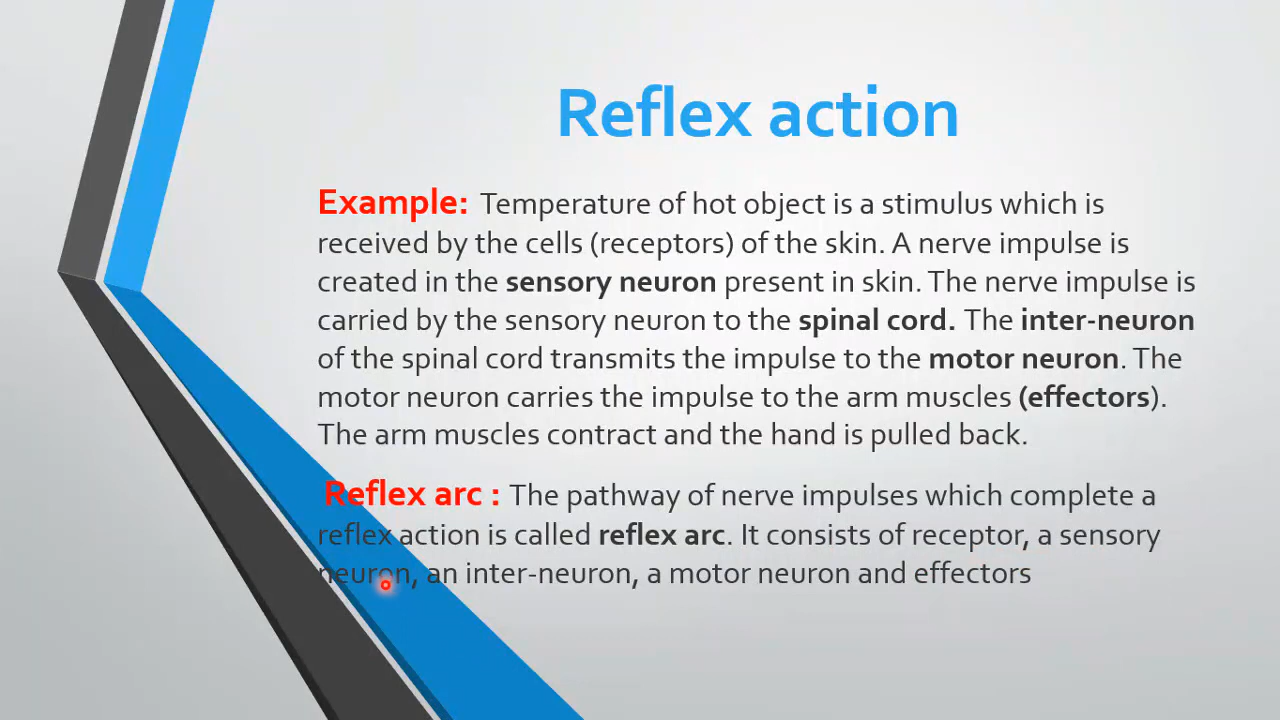 Reflex action
Example: Temperature of hot object is a stimulus which is
received by the cells (receptors) of the skin. A nerve impulse is
created in the sensory neuron present in skin. The nerve impulse is
carried by the sensory neuron to the spinal cord. The inter-neuron
of the spinal cord transmits the impulse to the motor neuron. The
motor neuron carries the impulse to the arm muscles (effectors).
The arm muscles contract and the hand is pulled back.
Reflex arc : The pathway of nerve impulses which complete a
reflex action is called reflex arc. It consists of receptor, a sensory
neuron, an inter-neuron, a motor neuron and effectors